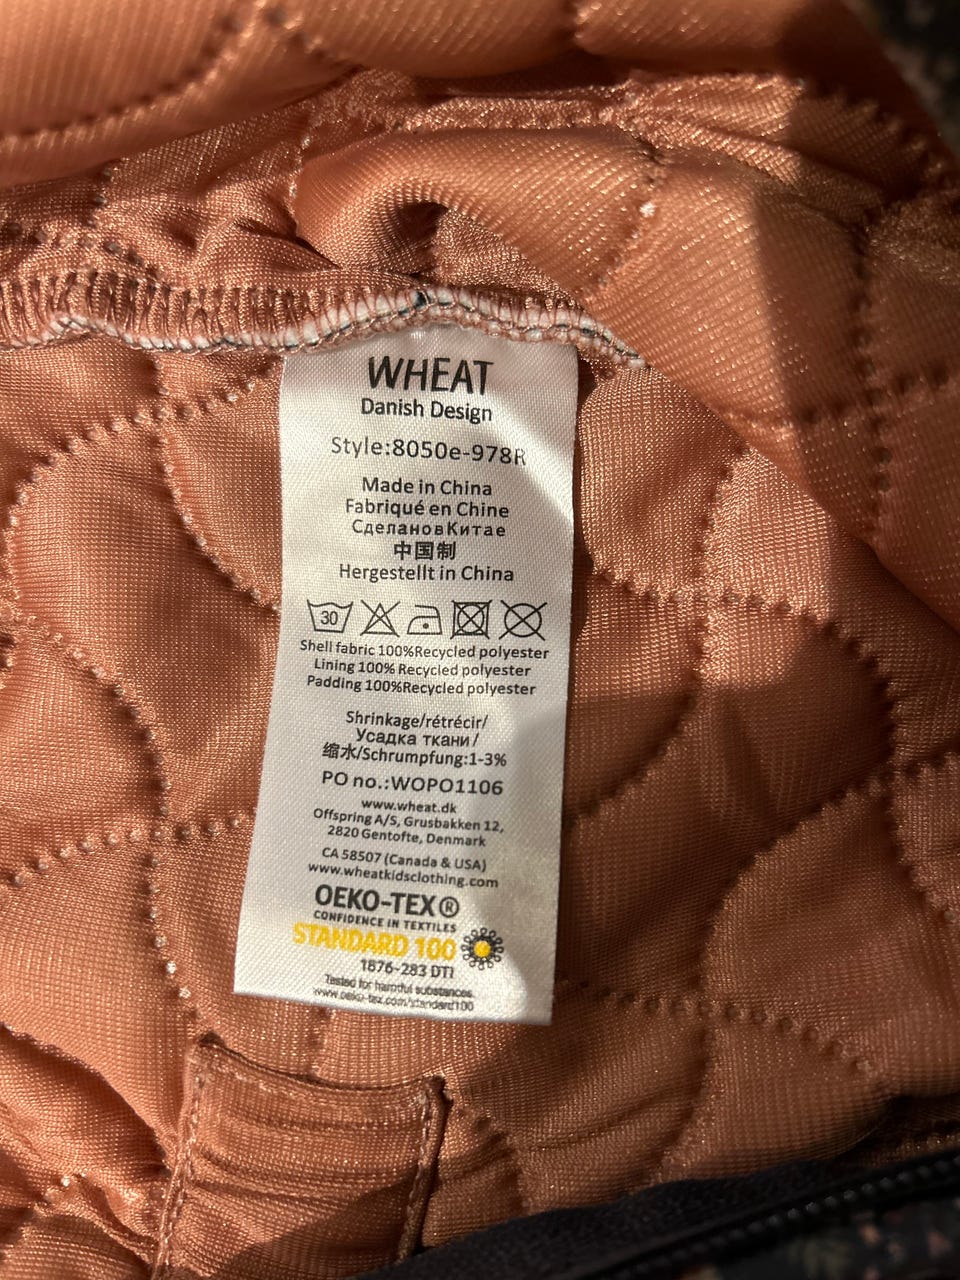 WHEAT
Danish Design
Style:8050e-978R
Made in China
Fabriqué en Chine
СделановКитае
中国制
Hergestellt in China
30
Shell fabric 100%Recycled polyester
Lining 100% Recycled polyester
Padding 100%Recycled polyester
Shrinkage/rétrécir/
Усадка ткани/
缩水/Schrumpfung:1-3%
PO no.:WOPO1106
www.wheat.dk
Offspring A/S, Grusbakken 12,
2820 Gentofte, Denmark
CA 58507 (Canada & USA)
www.wheatkidsclothing.com
OEKO-TEX®
CONFIDENCE IN TEXTILES
STANDARD 100
1876-283 DTI
Tested for harmful substances.
www.oeko-tex.com/standard100